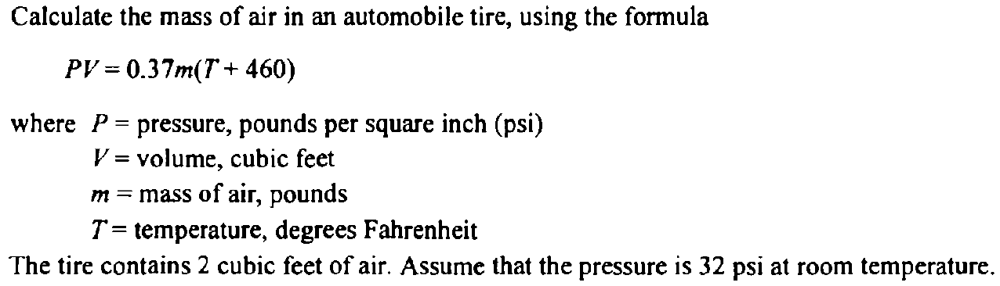 Calculate the mass of air in an automobile tire, using the formula
PV = 0.37m(T + 460)
where P = pressure, pounds per square inch (psi)
V = volume, cubic feet
m = mass of air, pounds
T = temperature, degrees Fahrenheit
The tire contains 2 cubic feet of air. Assume that the pressure is 32 psi at room temperature.